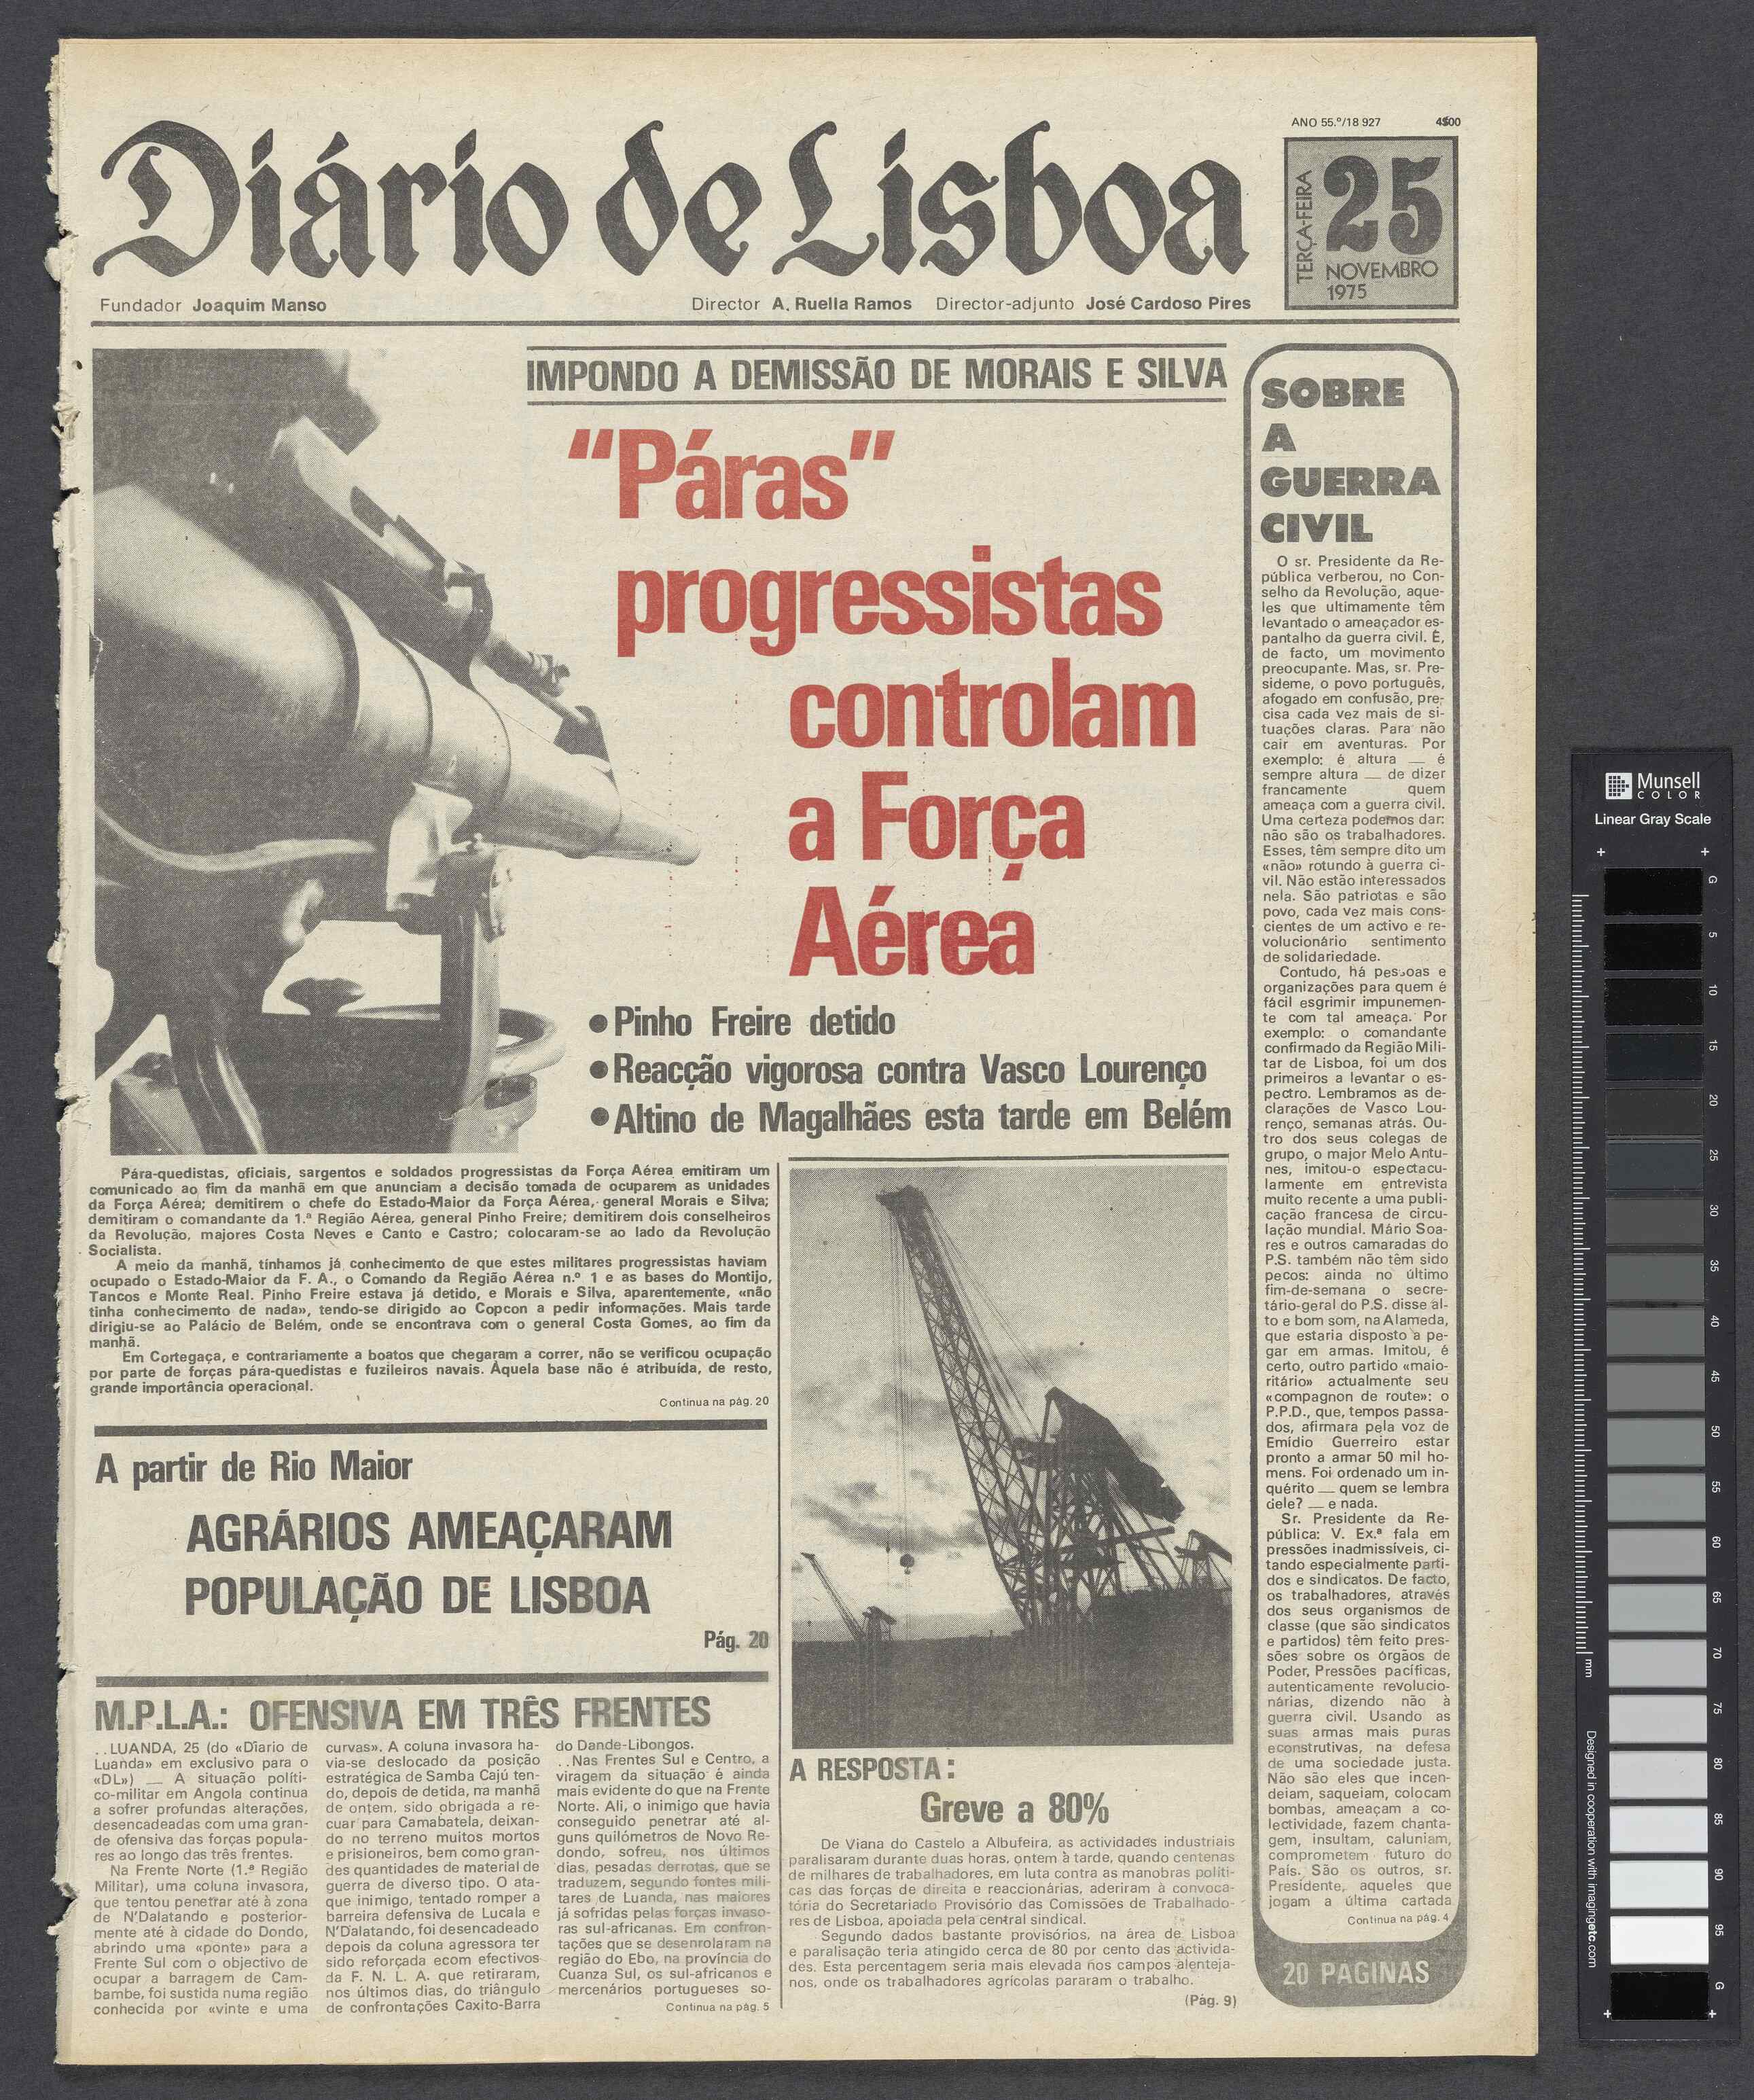 ANO 55.º/18 927 4$00
Diário de Lisboa
TERÇA-FEIRA
25
NOVEMBRO
1975
Fundador Joaquim Manso
Director A. Ruella Ramos Director-adjunto José Cardoso Pires
IMPONDO A DEMISSÃO DE MORAIS E SILVA
"Páras"
progressistas
controlam
a Força
Aérea
●Pinho Freire detido
●Reacção vigorosa contra Vasco Lourenço
●Altino de Magalhães esta tarde em Belém
Pára-quedistas, oficiais, sargentos e soldados progressistas da Força Aérea emitiram um
comunicado ao fim da manhã em que anunciam a decisão tomada de ocuparem as unidades
da Força Aérea; demitirem o chefe do Estado-Maior da Força Aérea, general Morais e Silva;
demitiram o comandante da 1.ª Região Aérea, general Pinho Freire; demitirem dois conselheiros
da Revolução, majores Costa Neves e Canto e Castro; colocaram-se ao lado da Revolução
Socialista.
A meio da manhã, tínhamos já conhecimento de que estes militares progressistas haviam
ocupado o Estado-Maior da F. A., o Comando da Região Aérea n.º 1 e as bases do Montijo,
Tancos e Monte Real. Pinho Freire estava já detido, e Morais e Silva, aparentemente, «não
tinha conhecimento de nada», tendo-se dirigido ao Copcon a pedir informações. Mais tarde
dirigiu-se ao Palácio de Belém, onde se encontrava com o general Costa Gomes, ao fim da
manhã.
Em Cortegaça, e contrariamente a boatos que chegaram a correr, não se verificou ocupação
por parte de forças pára-quedistas e fuzileiros navais. Àquela base não é atribuída, de resto,
grande importância operacional.
Continua na pág. 20
A partir de Rio Maior
AGRÁRIOS AMEAÇARAM
POPULAÇÃO DE LISBOA
Pág. 20
M.P.L.A.: OFENSIVA EM TRÊS FRENTES
..LUANDA, 25 (do «Diario de
Luanda» em exclusivo para o
«DL») — A situação políti-
co-militar em Angola continua
a sofrer profundas alterações,
desencadeadas com uma gran-
de ofensiva das forças popula-
res ao longo das três frentes.
Na Frente Norte (1.ª Região
Militar), uma coluna invasora,
que tentou penetrar até à zona
de N'Dalatando e posterior-
mente até à cidade do Dondo,
abrindo uma «ponte» para a
Frente Sul com o objectivo de
ocupar a barragem de Cam-
bambe, foi sustida numa região
conhecida por «vinte e uma
curvas». A coluna invasora ha-
via-se deslocado da posição
estratégica de Samba Cajú ten-
do, depois de detida, na manhã
de ontem, sido obrigada a re-
cuar para Camabatela, deixan-
do no terreno muitos mortos
e prisioneiros, bem como gran-
des quantidades de material de
guerra de diverso tipo. O ata-
que inimigo, tentado romper a
barreira defensiva de Lucala e
N'Dalatando, foi desencadeado
depois da coluna agressora ter
sido reforçada ecom efectivos
da F. N. L. A. que retiraram,
nos últimos dias, do triângulo
de confrontações Caxito-Barra
do Dande-Libongos.
..Nas Frentes Sul e Centro, a
viragem da situação é ainda
mais evidente do que na Frente
Norte. Ali, o inimigo que havia
conseguido penetrar até al-
guns quilómetros de Novo Re-
dondo, sofreu, nos últimos
dias, pesadas derrotas, que se
traduzem, segundo fontes mili-
tares de Luanda, nas maiores
já sofridas pelas forças invaso-
ras sul-africanas. Em confron-
tações que se desenrolaram na
região do Ebo, na província do
Cuanza Sul, os sul-africanos e
mercenários portugueses so-
Continua na pág. 5
A RESPOSTA:
Greve a 80%
De Viana do Castelo a Albufeira, as actividades industriais
paralisaram durante duas horas, ontem à tarde, quando centenas
de milhares de trabalhadores, em luta contra as manobras políti-
cas das forças de direita e reaccionárias, aderiram à convoca-
tória do Secretariado Provisório das Comissões de Trabalhado-
res de Lisboa, apoiada pela central sindical.
Segundo dados bastante provisórios, na área de Lisboa
e paralisação teria atingido cerca de 80 por cento das activida-
des. Esta percentagem seria mais elevada nos campos alenteja-
nos, onde os trabalhadores agrícolas pararam o trabalho.
(Pág. 9)
SOBRE
A
GUERRA
CIVIL
O sr. Presidente da Re-
pública verberou, no Con-
selho da Revolução, aque-
les que ultimamente têm
levantado o ameaçador es-
pantalho da guerra civil. É,
de facto, um movimento
preocupante. Mas, sr. Pre-
sideme, o povo português,
afogado em confusão, pre-
cisa cada vez mais de si-
tuações claras. Para não
cair em aventuras. Por
exemplo: é altura — é
sempre altura — de dizer
francamente quem
ameaça com a guerra civil.
Uma certeza podemos dar:
não são os trabalhadores.
Esses, têm sempre dito um
«não» rotundo à guerra ci-
vil. Não estão interessados
nela. São patriotas e são
povo, cada vez mais cons-
cientes de um activo e re-
volucionário sentimento
de solidariedade.
Contudo, há pessoas e
organizações para quem é
fácil esgrimir impunemen-
te com tal ameaça. Por
exemplo: o comandante
confirmado da Região Mili-
tar de Lisboa, foi um dos
primeiros a levantar o es-
pectro. Lembramos as de-
clarações de Vasco Lou-
renço, semanas atrás. Ou-
tro dos seus colegas de
grupo, o major Melo Antu-
nes, imitou-o espectacu-
larmente em entrevista
muito recente a uma publi-
cação francesa de circu-
lação mundial. Mário Soa-
res e outros camaradas do
P.S. também não têm sido
pecos: ainda no último
fim-de-semana o secre-
tário-geral do P.S. disse al-
to e bom som, na Alameda,
que estaria disposto a pe-
gar em armas. Imitou, é
certo, outro partido «maio-
ritário» actualmente seu
«compagnon de route»: o
P.P.D., que, tempos passa-
dos, afirmara pela voz de
Emídio Guerreiro estar
pronto a armar 50 mil ho-
mens. Foi ordenado um in-
quérito — quem se lembra
dele? — e nada.
Sr. Presidente da Re-
pública: V. Ex.ª fala em
pressões inadmissíveis, ci-
tando especialmente parti-
dos e sindicatos. De facto,
os trabalhadores, através
dos seus organismos de
classe (que são sindicatos
e partidos) têm feito pres-
sões sobre os órgãos de
Poder, Pressões pacíficas,
autenticamente revolucio-
nárias, dizendo não à
guerra civil. Usando as
suas armas mais puras
econstrutivas, na defesa
de uma sociedade justa.
Não são eles que incen-
deiam, saqueiam, colocam
bombas, ameaçam a co-
lectividade, fazem chanta-
gem, insultam, caluniam,
comprometem futuro do
País. São os outros, sr.
Presidente, aqueles que
jogam a última cartada
Continua na pág. 4
20 PÁGINAS
Munsell
COLOR
Linear Gray Scale
G
5
10
15
20
25
30
35
40
45
50
55
60
65
70
75
80
85
90
95
G
mm
Designed in cooperation with imagingetc.com